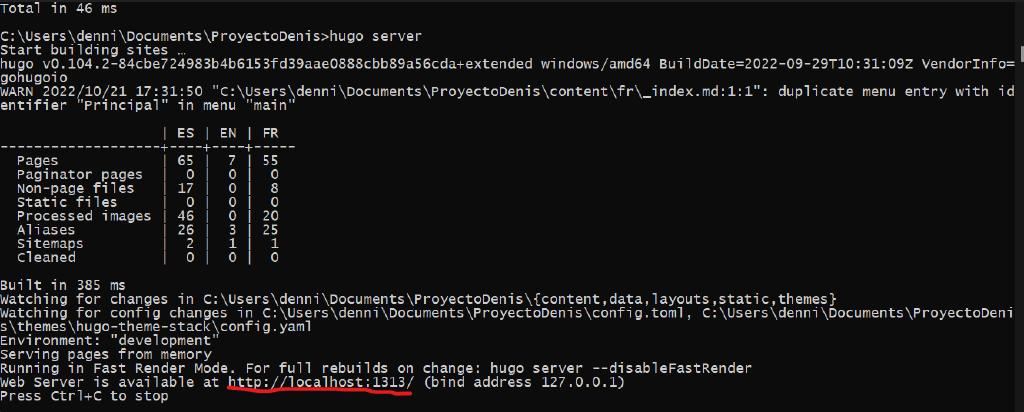 Total in 46 ms
C:\Users\denni\Documents\ProyectoDenis>hugo server
Start building sites …
hugo v0.104.2-84cbe724983b4b6153fd39aae0888cbb89a56cda+extended windows/amd64 BuildDate=2022-09-29T10:31:09Z VendorInfo=
gohugoio
WARN 2022/10/21 17:31:50 "C:\Users\denni\Documents\ProyectoDenis\content\fr\_index.md:1:1": duplicate menu entry with id
entifier "Principal" in menu "main"
                   | ES | EN | FR
-------------------+----+----+-----
  Pages            | 65 |  7 | 55
  Paginator pages  |  0 |  0 |  0
  Non-page files   | 17 |  0 |  8
  Static files     |  0 |  0 |  0
  Processed images | 46 |  0 | 20
  Aliases          | 26 |  3 | 25
  Sitemaps         |  2 |  1 |  1
  Cleaned          |  0 |  0 |  0
Built in 385 ms
Watching for changes in C:\Users\denni\Documents\ProyectoDenis\{content,data,layouts,static,themes}
Watching for config changes in C:\Users\denni\Documents\ProyectoDenis\config.toml, C:\Users\denni\Documents\ProyectoDeni
s\themes\hugo-theme-stack\config.yaml
Environment: "development"
Serving pages from memory
Running in Fast Render Mode. For full rebuilds on change: hugo server --disableFastRender
Web Server is available at http://localhost:1313/ (bind address 127.0.0.1)
Press Ctrl+C to stop